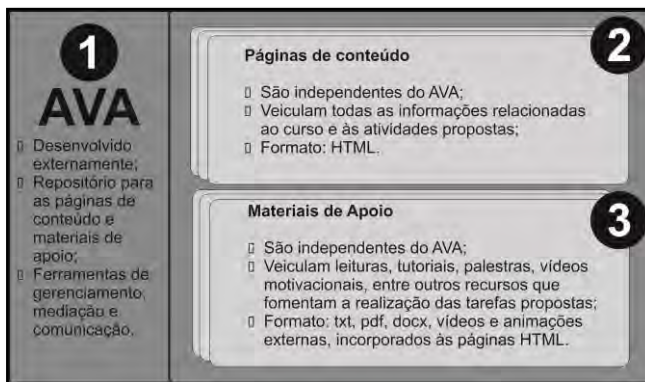 1
AVA
▯ Desenvolvido
externamente;
▯ Repositório para
as páginas de
conteúdo e
materiais de
apoio;
▯ Ferramentas de
gerenciamento,
mediação e
comunicação.
2
Páginas de conteúdo
▯ São independentes do AVA;
▯ Veiculam todas as informações relacionadas
ao curso e às atividades propostas;
▯ Formato: HTML.
3
Materiais de Apoio
▯ São independentes do AVA;
▯ Veiculam leituras, tutoriais, palestras, vídeos
motivacionais, entre outros recursos que
fomentam a realização das tarefas propostas;
▯ Formato: txt, pdf, docx, vídeos e animações
externas, incorporados às páginas HTML.